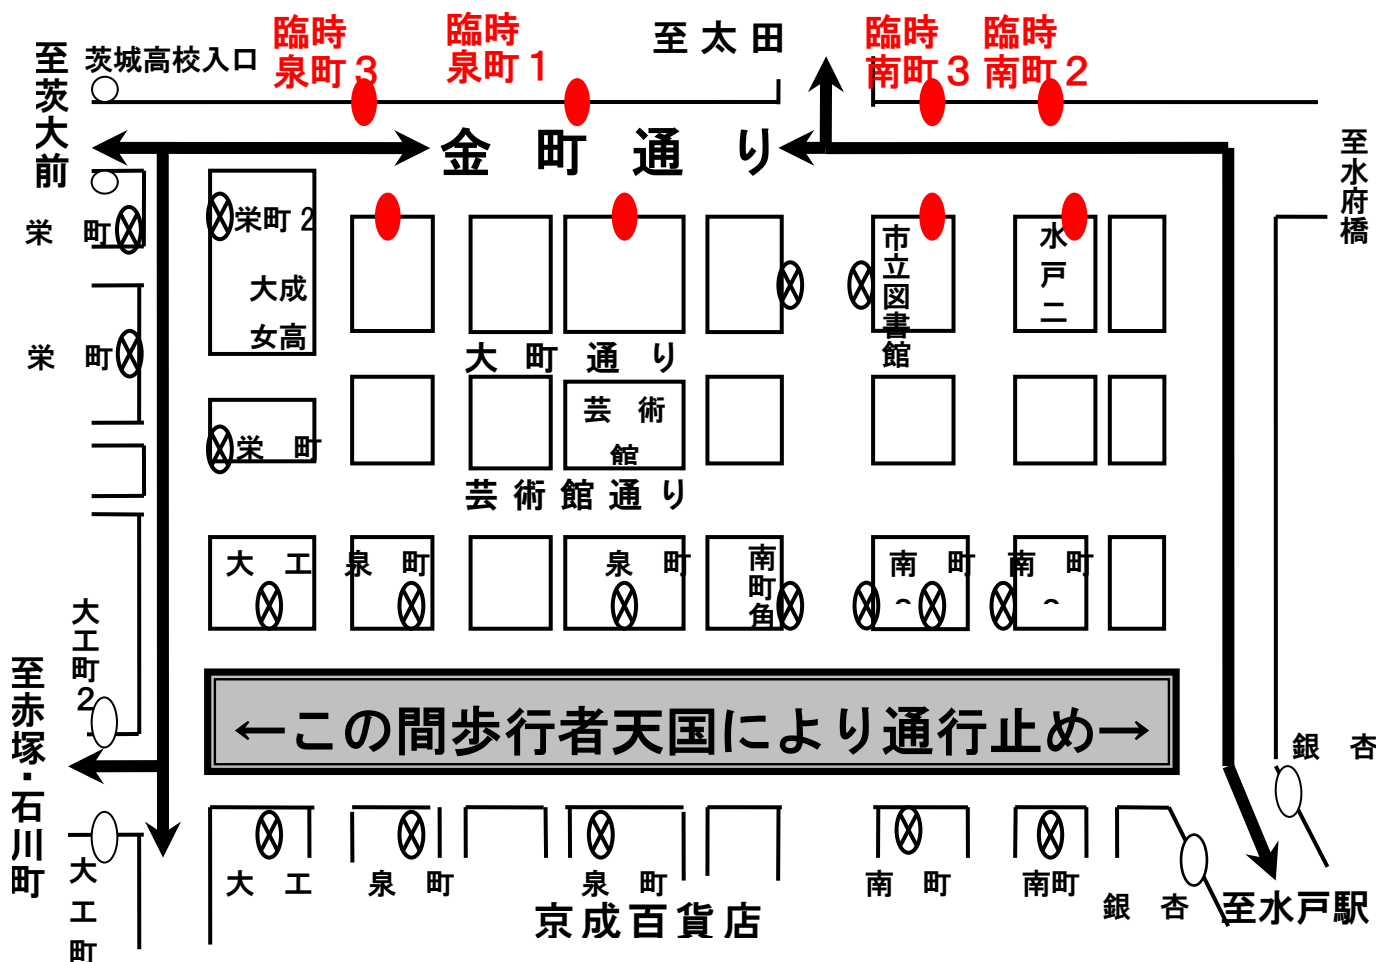 臨時
泉町３
臨時
泉町１
至 太 田
臨時
南町３
臨時
南町２
至茨大前
茨城高校入口
金 町 通 り
至水府橋
栄 町
栄町２
大成
女高
市立図書館
水戸二
栄 町
大 町 通 り
芸 術
館
栄 町
芸 術 館 通 り
大 工
泉 町
泉 町
南町角
南 町
南 町
大工町２
至赤塚・石川町
←この間歩行者天国により通行止め→
銀 杏
大工町
大 工
泉 町
泉 町
南 町
南町
銀 杏
至水戸駅
京成百貨店